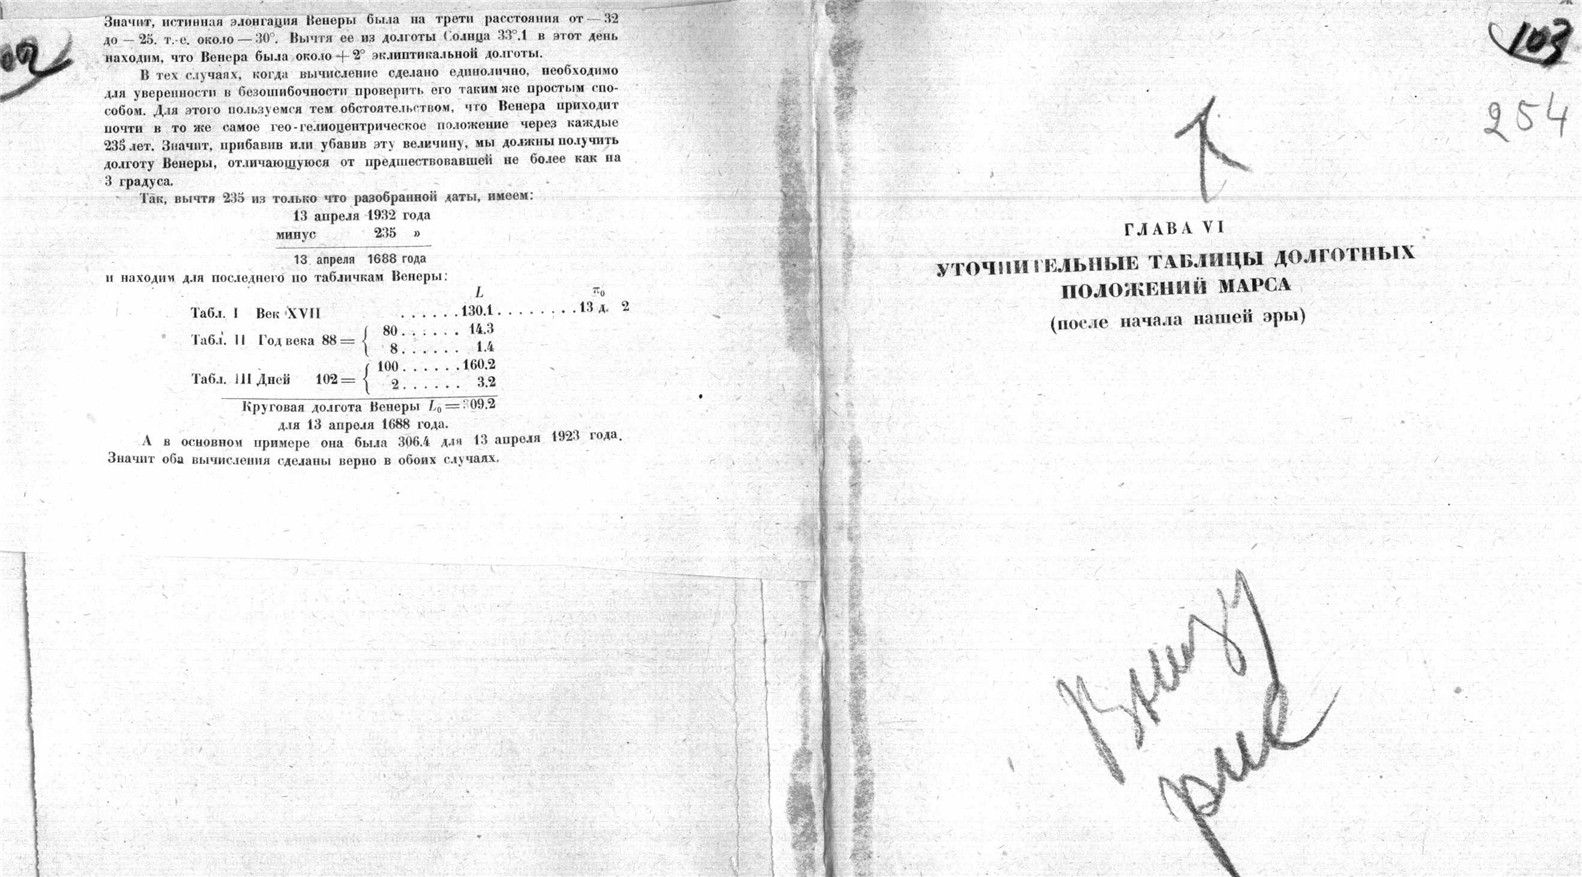 Значит, истинная элонгация Венеры была на трети расстояния от — 32
до — 25. т.-е. около — 30°. Вычтя ее из долготы Солнца 33°.1 в этот день
находим, что Венера была около + 2° эклиптикальной долготы.
В тех случаях, когда вычисление сделано единолично, необходимо
для уверенности в безошибочности проверить его таким же простым спо-
собом. Для этого пользуемся тем обстоятельством, что Венера приходит
почти в то же самое гео-гелиоцентрическое положение через каждые
235 лет. Значит, прибавив или убавив эту величину, мы должны получить
долготу Венеры, отличающуюся от предшествовавшей не более как на
3 градуса.
Так, вычтя 235 из только что разобранной даты, имеем:
13 апреля 1932 года
минус 235 »
13 апреля 1688 года
и находим для последнего по табличкам Венеры:
L π₀
Табл. I Век XVII . . . . . . 130.1 . . . . . . . . 13 д. 2
80 . . . . . . 14.3
Табл. II Год века 88 = {
8 . . . . . . 1.4
100 . . . . . . 160.2
Табл. III Дней 102 = {
2 . . . . . . 3.2
Круговая долгота Венеры L₀ = 309.2
для 13 апреля 1688 года.
А в основном примере она была 306.4 для 13 апреля 1923 года.
Значит оба вычисления сделаны верно в обоих случаях.
103
254
ГЛАВА VI
УТОЧНИТЕЛЬНЫЕ ТАБЛИЦЫ ДОЛГОТНЫХ
ПОЛОЖЕНИЙ МАРСА
(после начала нашей эры)
Внизу
рис